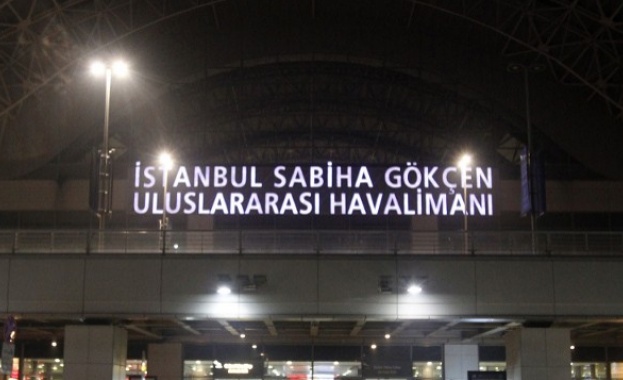 İSTANBUL SABİHA GÖKÇEN
ULUSLARARASI HAVALİMANI